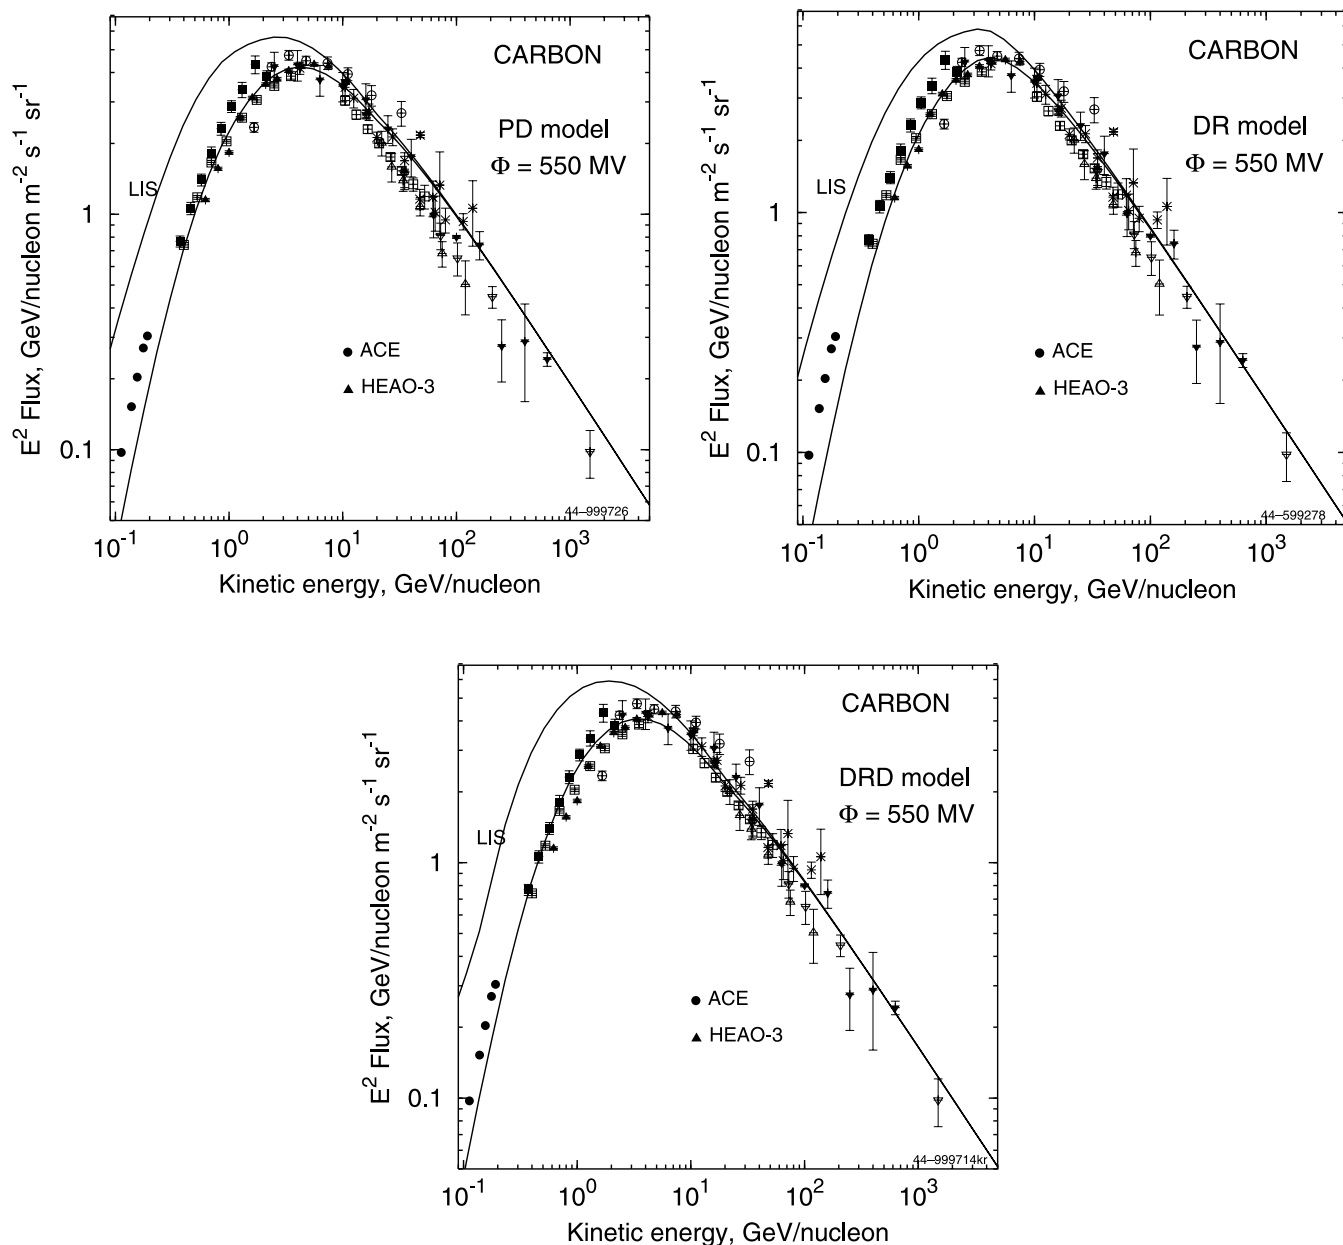 CARBON
PD model
Φ = 550 MV
LIS
ACE
HEAO-3
1
0.1
E² Flux, GeV/nucleon m⁻² s⁻¹ sr⁻¹
44–999726
10⁻¹ 10⁰ 10¹ 10² 10³
Kinetic energy, GeV/nucleon
CARBON
DR model
Φ = 550 MV
LIS
ACE
HEAO-3
1
0.1
E² Flux, GeV/nucleon m⁻² s⁻¹ sr⁻¹
44–599278
10⁻¹ 10⁰ 10¹ 10² 10³
Kinetic energy, GeV/nucleon
CARBON
DRD model
Φ = 550 MV
LIS
ACE
HEAO-3
1
0.1
E² Flux, GeV/nucleon m⁻² s⁻¹ sr⁻¹
44–999714kr
10⁻¹ 10⁰ 10¹ 10² 10³
Kinetic energy, GeV/nucleon